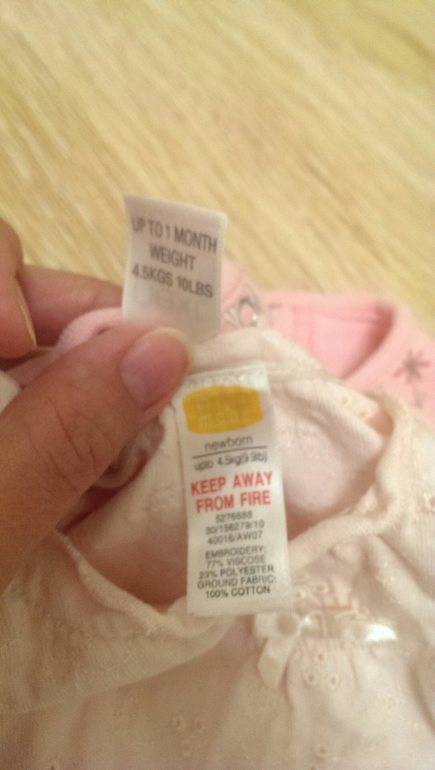 UP TO 1 MONTH
WEIGHT
4.5KGS 10LBS
newborn
upto 4.5kg(9.9lb)
KEEP AWAY
FROM FIRE
5276888
30/156279/10
40016/AW07
EMBROIDERY:
77% VISCOSE
23% POLYESTER
GROUND FABRIC:
100% COTTON